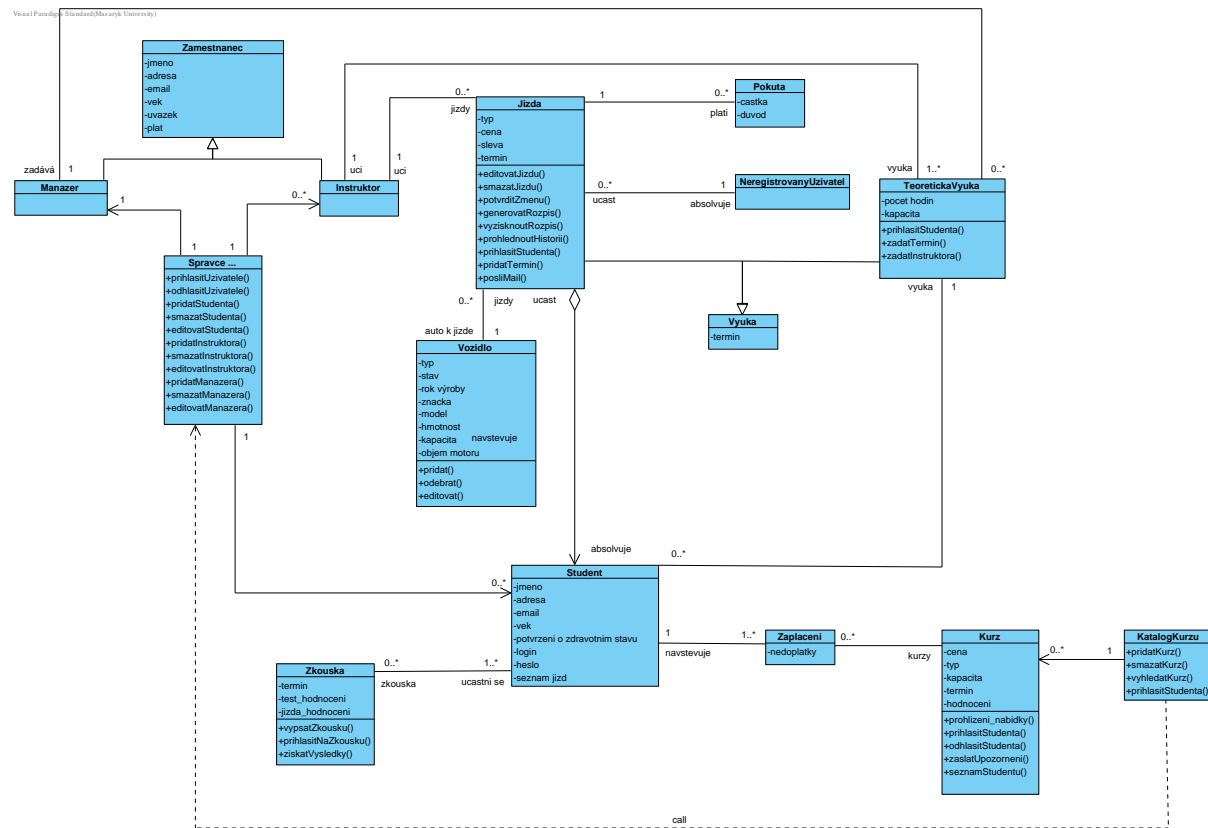 Visual Paradigm Standard(Masaryk University)
Zamestnanec
-jmeno
-adresa
-email
-vek
-uvazek
-plat
zadává
1
Manazer
1
uci
1
uci
Instruktor
0..*
jizdy
Jizda
-typ
-cena
-sleva
-termin
+editovatJizdu()
+smazatJizdu()
+potvrditZmenu()
+generovatRozpis()
+vyzisknoutRozpis()
+prohlednoutHistorii()
+prihlasitStudenta()
+pridatTermin()
+posliMail()
1
0..*
plati
Pokuta
-castka
-duvod
0..*
ucast
1
absolvuje
NeregistrovanyUzivatel
vyuka
1..*
0..*
TeoretickaVyuka
-pocet hodin
-kapacita
+prihlasitStudenta()
+zadatTermin()
+zadatInstruktora()
vyuka
1
Vyuka
-termin
1
0..*
1
1
Spravce ...
+prihlasitUzivatele()
+odhlasitUzivatele()
+pridatStudenta()
+smazatStudenta()
+editovatStudenta()
+pridatInstruktora()
+smazatInstruktora()
+editovatInstruktora()
+pridatManazera()
+smazatManazera()
+editovatManazera()
1
0..*
jizdy
ucast
auto k jizde
1
Vozidlo
-typ
-stav
-rok výroby
-znacka
-model
-hmotnost
-kapacita
-objem motoru
+pridat()
+odebrat()
+editovat()
navstevuje
absolvuje
0..*
0..*
Student
-jmeno
-adresa
-email
-vek
-potvrzeni o zdravotnim stavu
-login
-heslo
-seznam jizd
0..*
zkouska
1..*
ucastni se
Zkouska
-termin
-test_hodnoceni
-jizda_hodnoceni
+vypsatZkousku()
+prihlasitNaZkousku()
+ziskatVysledky()
1
navstevuje
1..*
Zaplaceni
-nedoplatky
0..*
kurzy
Kurz
-cena
-typ
-kapacita
-termin
-hodnoceni
+prohlizeni_nabidky()
+prihlasitStudenta()
+odhlasitStudenta()
+zaslatUpozorneni()
+seznamStudentu()
0..*
1
KatalogKurzu
+pridatKurz()
+smazatKurz()
+vyhledatKurz()
+prihlasitStudenta()
call